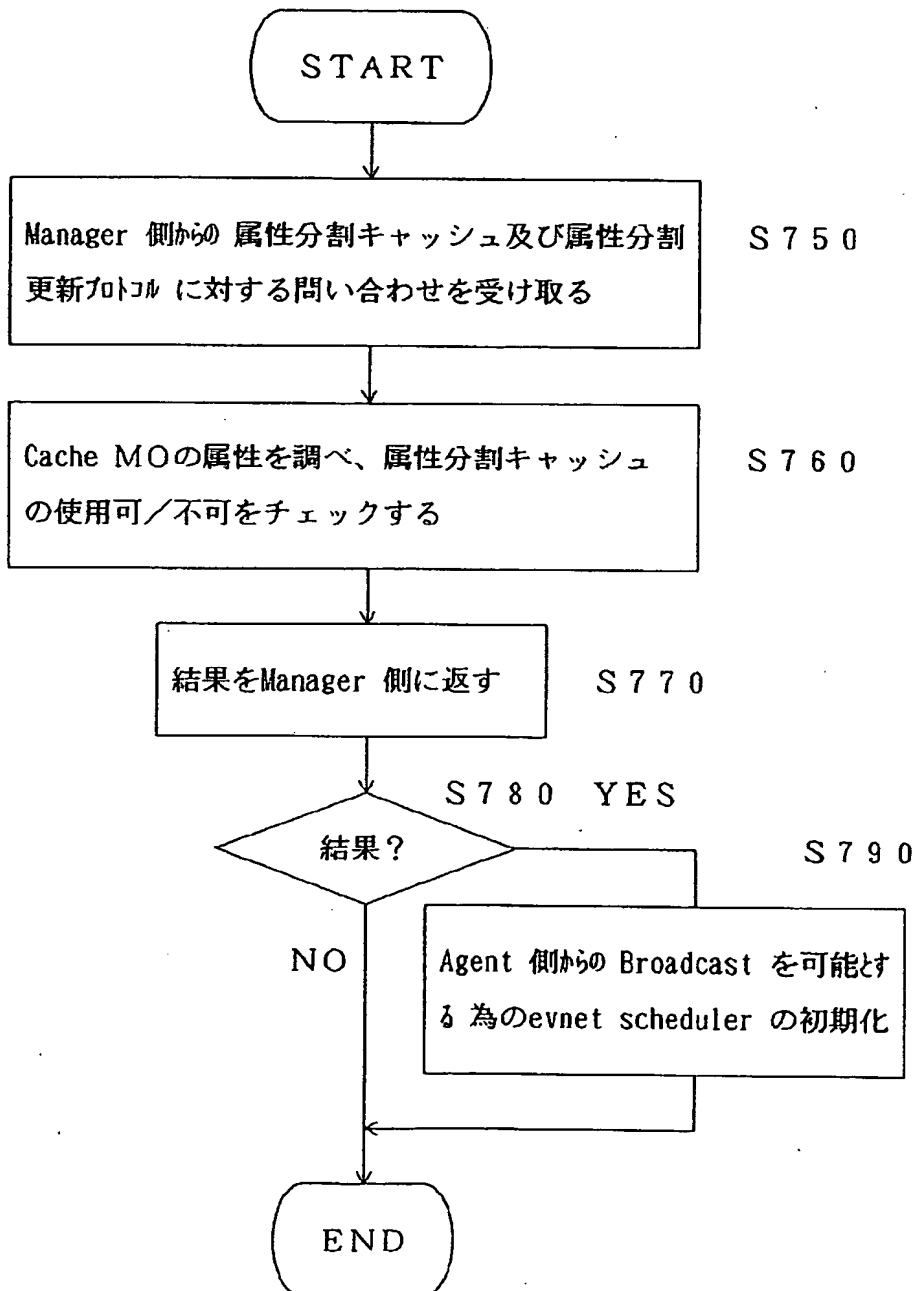 START
Manager 側からの 属性分割キャッシュ及び属性分割
更新プロトコル に対する問い合わせを受け取る
S750
Cache MOの属性を調べ、属性分割キャッシュ
の使用可／不可をチェックする
S760
結果をManager 側に返す
S770
S780 YES
結果？
S790
NO
Agent 側からの Broadcast を可能とす
る 為のevnet scheduler の初期化
END